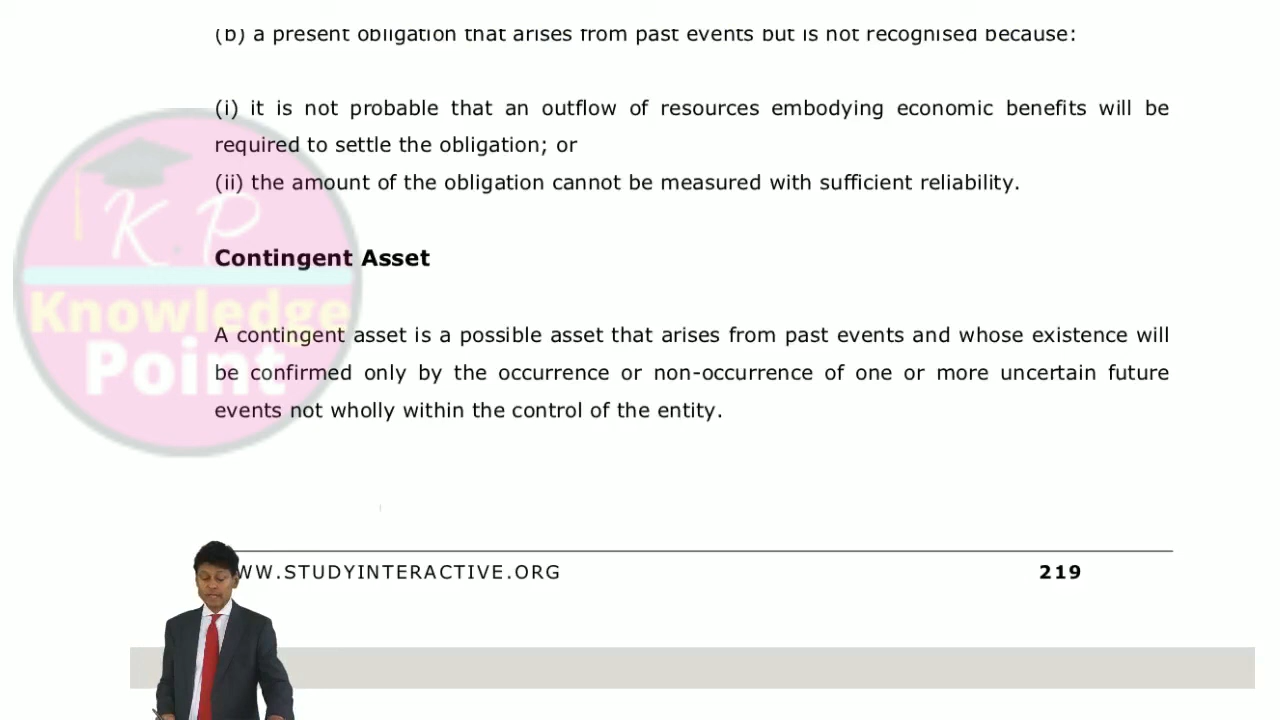 (b) a present obligation that arises from past events but is not recognised because:
(i) it is not probable that an outflow of resources embodying economic benefits will be
required to settle the obligation; or
(ii) the amount of the obligation cannot be measured with sufficient reliability.
K.P
Knowledge
Point
Contingent Asset
A contingent asset is a possible asset that arises from past events and whose existence will
be confirmed only by the occurrence or non-occurrence of one or more uncertain future
events not wholly within the control of the entity.
WW.STUDYINTERACTIVE.ORG
219